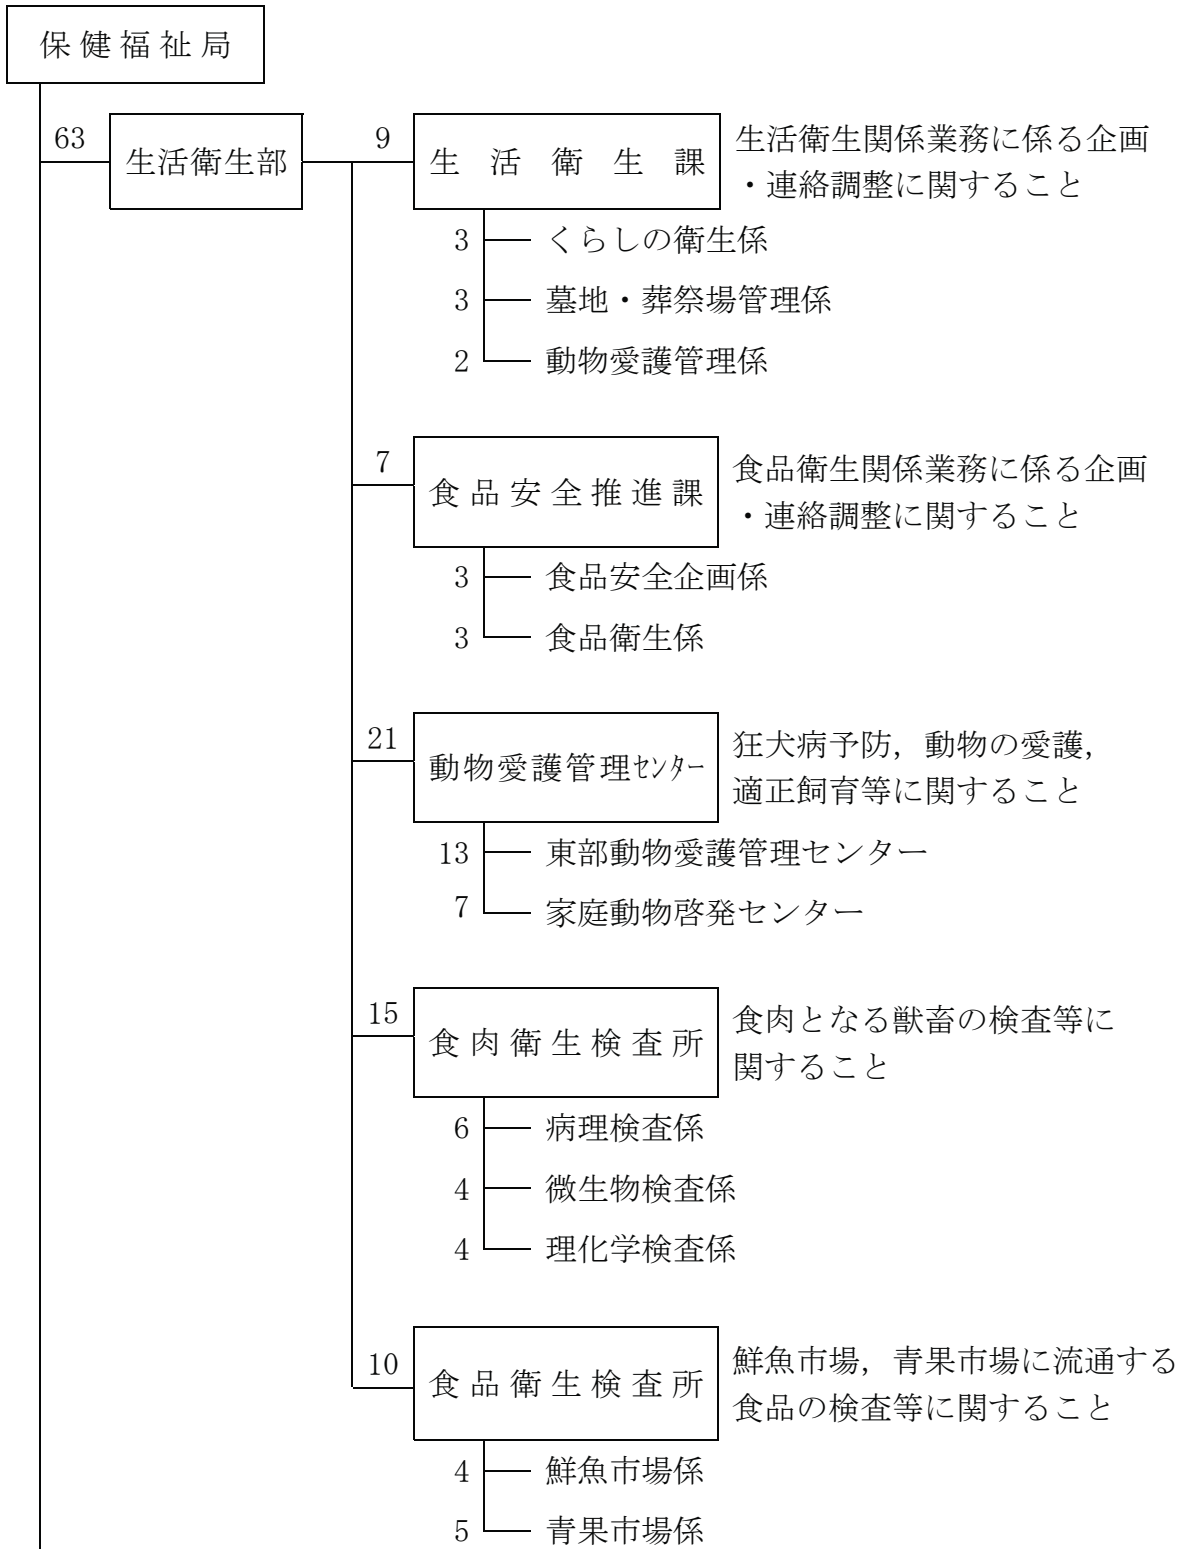 保健福祉局
63
生活衛生部
9
生活衛生課
生活衛生関係業務に係る企画
・連絡調整に関すること
3 くらしの衛生係
3 墓地・葬祭場管理係
2 動物愛護管理係
7
食品安全推進課
食品衛生関係業務に係る企画
・連絡調整に関すること
3 食品安全企画係
3 食品衛生係
21
動物愛護管理センター
狂犬病予防，動物の愛護，
適正飼育等に関すること
13 東部動物愛護管理センター
7 家庭動物啓発センター
15
食肉衛生検査所
食肉となる獣畜の検査等に
関すること
6 病理検査係
4 微生物検査係
4 理化学検査係
10
食品衛生検査所
鮮魚市場，青果市場に流通する
食品の検査等に関すること
4 鮮魚市場係
5 青果市場係